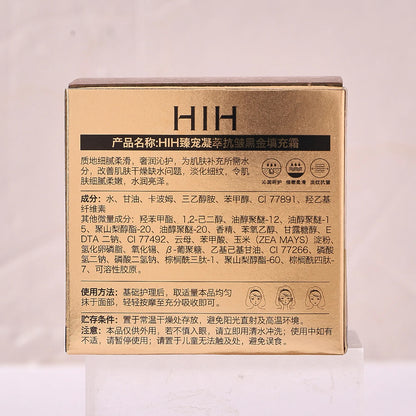 HIH
产品名称:HIH臻宠凝萃抗皱黑金填充霜
质地细腻柔滑，奢润沁护，为肌肤补充所需水
分，改善肌肤干燥缺水问题，淡化细纹，令肌
肤细腻柔嫩，水润亮泽。
沁润呵护 倍嫩柔滑 淡纹抗皱
成分：水、甘油、卡波姆、三乙醇胺、苯甲醇、CI 77891、羟乙基
纤维素
其他微量成分：羟苯甲酯、1,2-己二醇、油醇聚醚-12、油醇聚醚-1
5、聚山梨醇酯-20、油醇聚醚-20、香精、苯氧乙醇、甘露糖醇、E
DTA 二钠、CI 77492、云母、苯甲酸、玉米（ZEA MAYS）淀粉、
氢化卵磷脂、氧化锡、β-葡聚糖、乙基己基甘油、CI 77266、磷酸
氢二钠、磷酸二氢钠、棕榈酰三肽-1、聚山梨醇酯-60、棕榈酰四肽-
7、可溶性胶原。
使用方法：基础护理后，取适量本品均匀
抹于面部，轻轻按摩至充分吸收即可。
贮存条件：置于常温干燥处存放，避免阳光直射及高温环境。
注意：本品仅供外用，若不慎入眼，请立即用清水冲洗；使用中如有
不适，请暂停使用；请置于儿童无法触及处，避免误食。